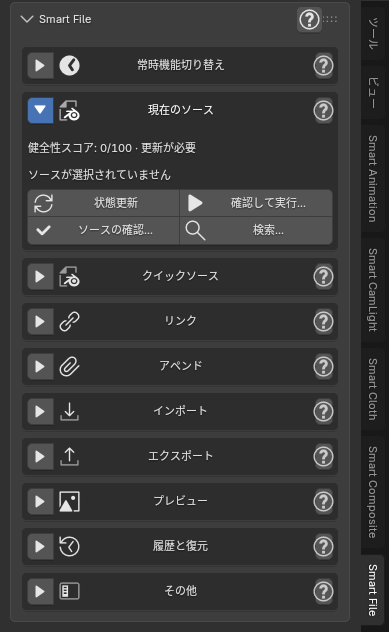 Smart File
常時機能切り替え
現在のソース
健全性スコア: 0/100 · 更新が必要
ソースが選択されていません
状態更新
確認して実行...
ソースの確認...
検索...
クイックソース
リンク
アペンド
インポート
エクスポート
プレビュー
履歴と復元
その他
ツール
ビュー
Smart Animation
Smart CamLight
Smart Cloth
Smart Composite
Smart File